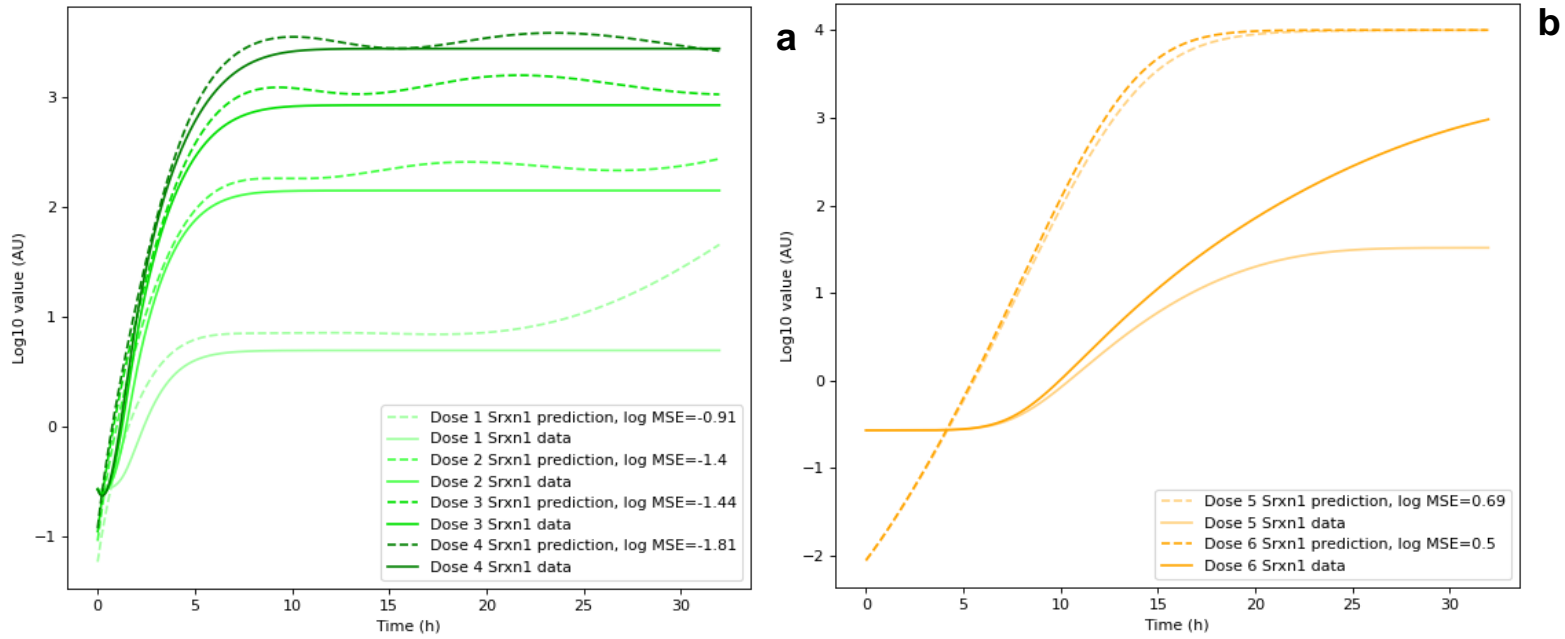 a
3
2
1
0
−1
Log10 value (AU)
Dose 1 Srxn1 prediction, log MSE=-0.91
Dose 1 Srxn1 data
Dose 2 Srxn1 prediction, log MSE=-1.4
Dose 2 Srxn1 data
Dose 3 Srxn1 prediction, log MSE=-1.44
Dose 3 Srxn1 data
Dose 4 Srxn1 prediction, log MSE=-1.81
Dose 4 Srxn1 data
0 5 10 15 20 25 30
Time (h)
b
4
3
2
1
0
−1
−2
Log10 value (AU)
Dose 5 Srxn1 prediction, log MSE=0.69
Dose 5 Srxn1 data
Dose 6 Srxn1 prediction, log MSE=0.5
Dose 6 Srxn1 data
0 5 10 15 20 25 30
Time (h)